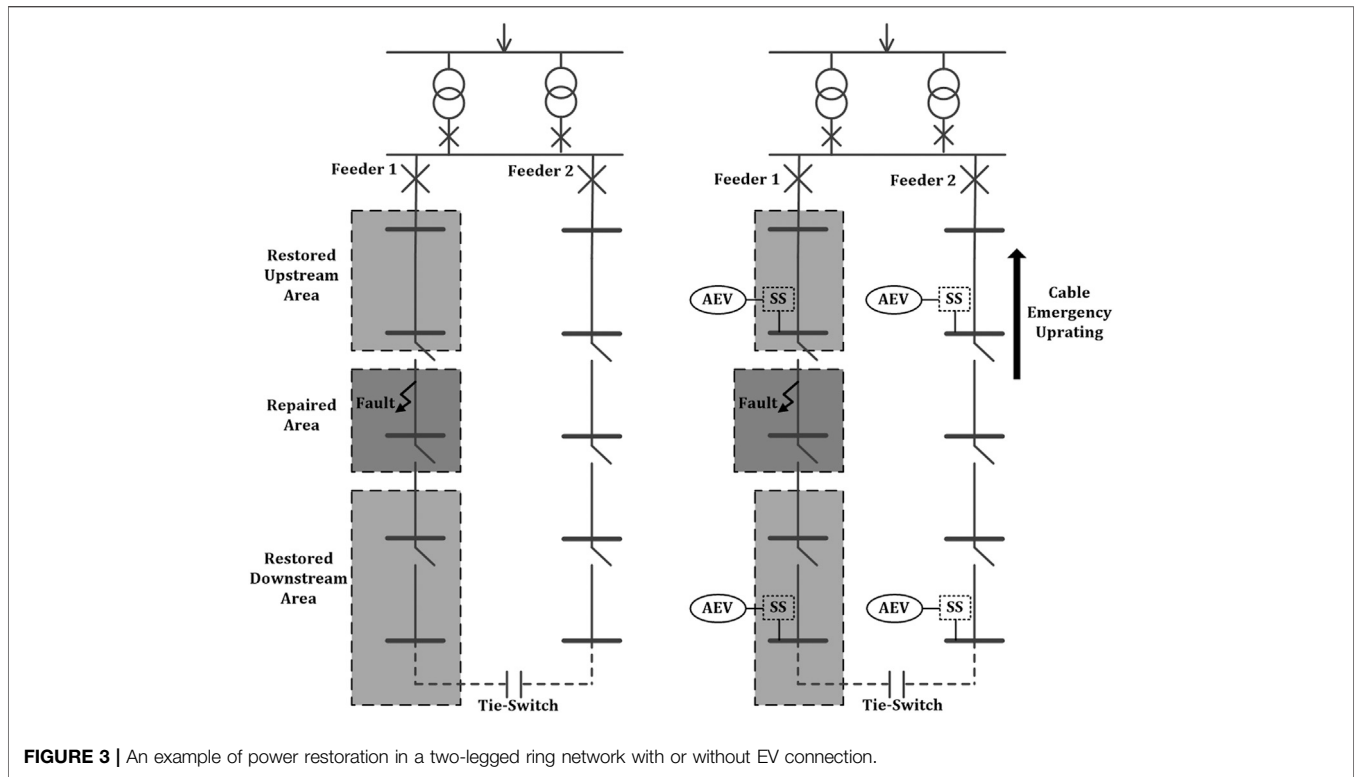 Feeder 1
Feeder 2
Restored
Upstream
Area
Fault
Repaired
Area
Restored
Downstream
Area
Tie-Switch
Feeder 1
Feeder 2
AEV
SS
AEV
SS
Cable
Emergency
Uprating
Fault
AEV
SS
AEV
SS
Tie-Switch
FIGURE 3 | An example of power restoration in a two-legged ring network with or without EV connection.